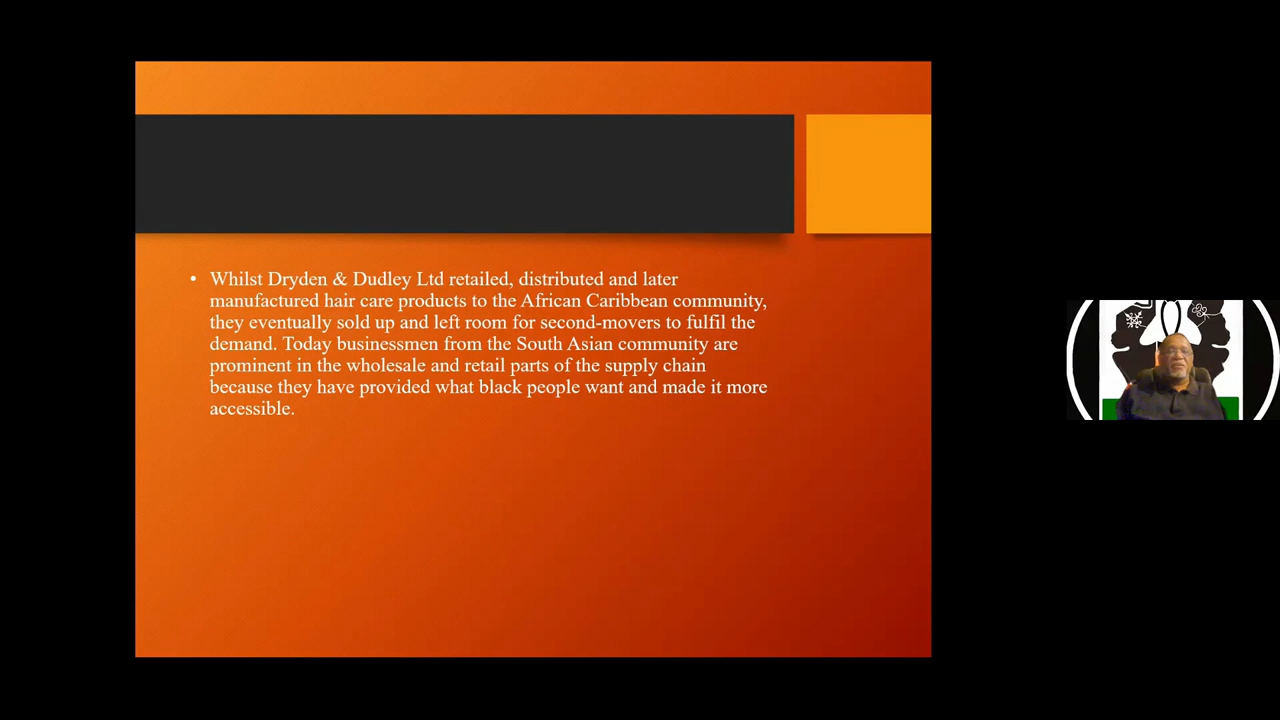 • Whilst Dryden & Dudley Ltd retailed, distributed and later
manufactured hair care products to the African Caribbean community,
they eventually sold up and left room for second-movers to fulfil the
demand. Today businessmen from the South Asian community are
prominent in the wholesale and retail parts of the supply chain
because they have provided what black people want and made it more
accessible.